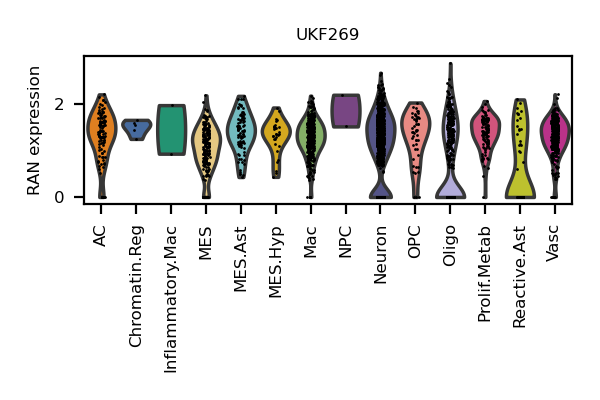 UKF269
RAN expression
2
0
AC
Chromatin.Reg
Inflammatory.Mac
MES
MES.Ast
MES.Hyp
Mac
NPC
Neuron
OPC
Oligo
Prolif.Metab
Reactive.Ast
Vasc